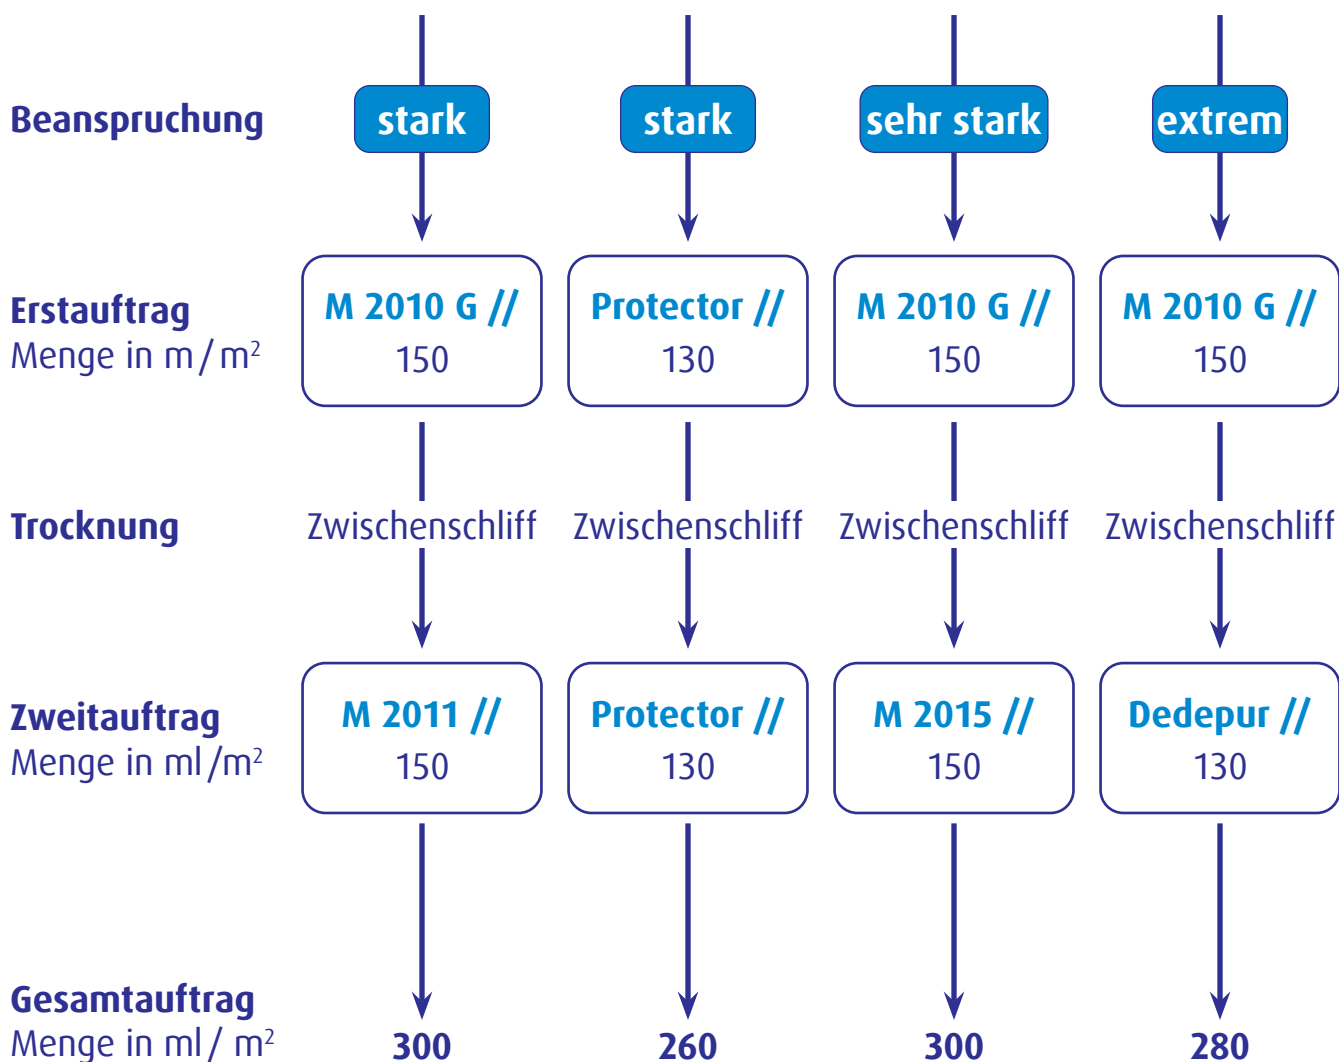 Beanspruchung stark stark sehr stark extrem
Erstauftrag M 2010 G // Protector // M 2010 G // M 2010 G //
Menge in m / m² 150 130 150 150
Trocknung Zwischenschliff Zwischenschliff Zwischenschliff Zwischenschliff
Zweitauftrag M 2011 // Protector // M 2015 // Dedepur //
Menge in ml /m² 150 130 150 130
Gesamtauftrag
Menge in ml / m² 300 260 300 280